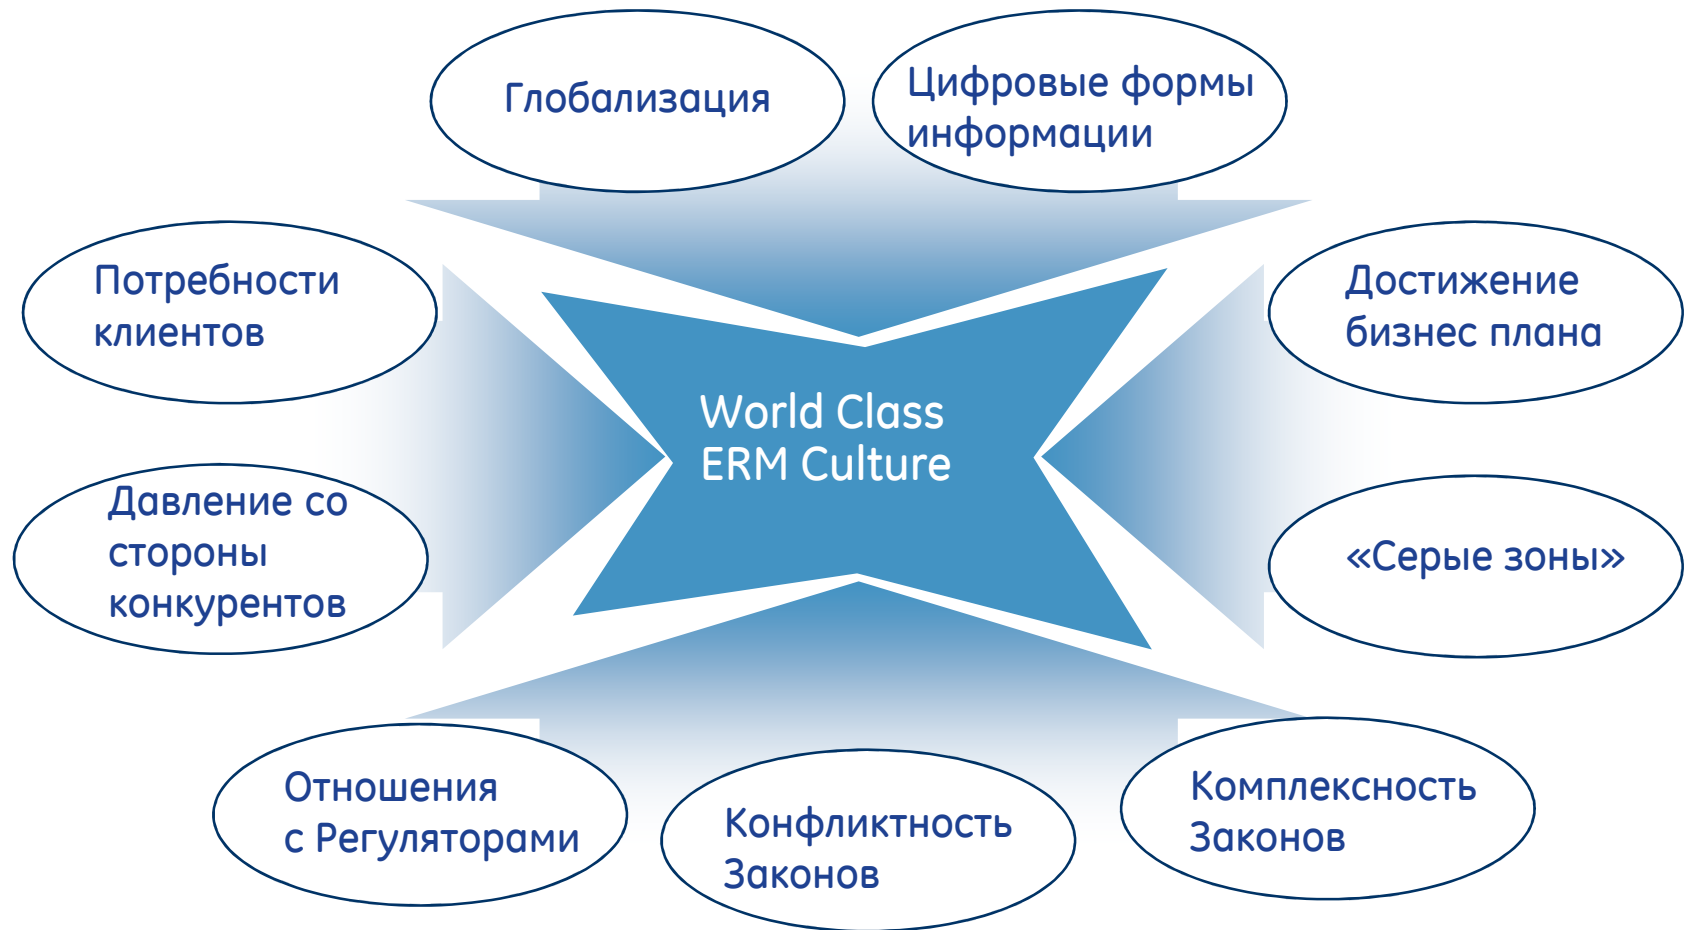 Глобализация
Цифровые формы
информации
Потребности
клиентов
Достижение
бизнес плана
World Class
ERM Culture
Давление со
стороны
конкурентов
«Серые зоны»
Отношения
с Регуляторами
Конфликтность
Законов
Комплексность
Законов